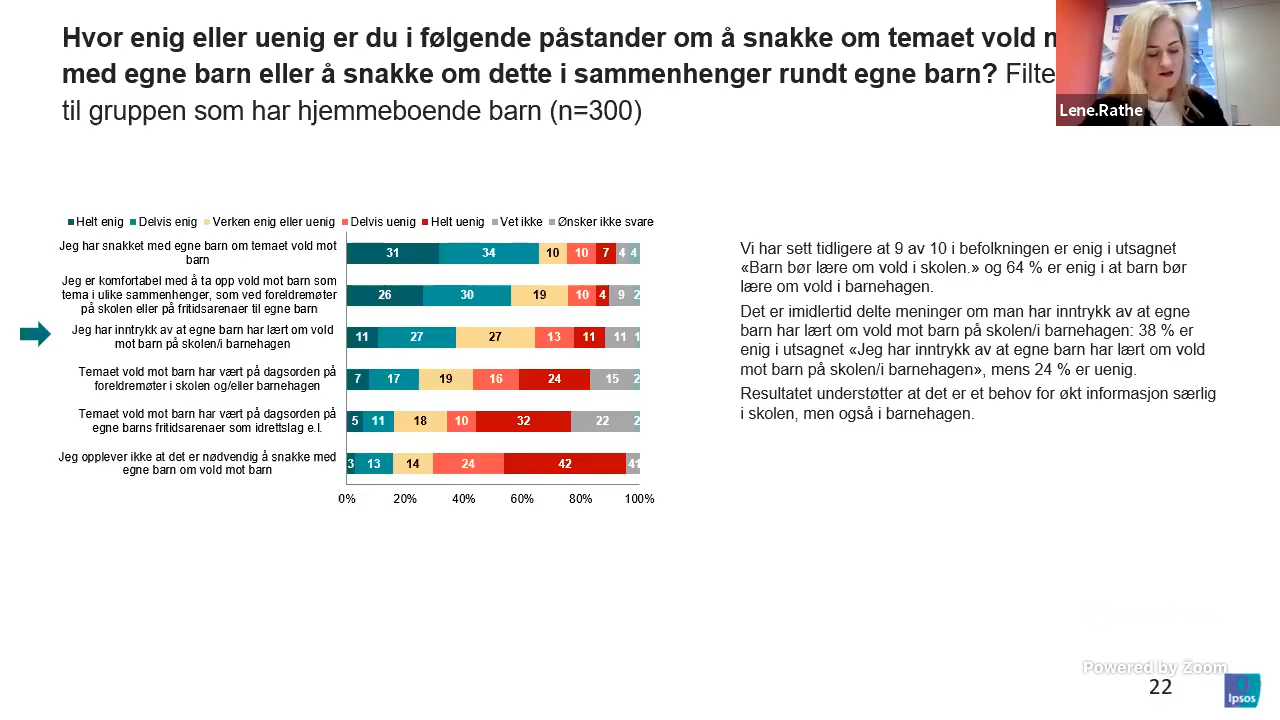 Hvor enig eller uenig er du i følgende påstander om å snakke om temaet vold
med egne barn eller å snakke om dette i sammenhenger rundt egne barn?
til gruppen som har hjemmeboende barn (n=300)
Lene.Rathe
Helt enig Delvis enig Verken enig eller uenig Delvis uenig Helt uenig Vet ikke Ønsker ikke svare
Jeg har snakket med egne barn om temaet vold mot
barn
31 34 10 10 7 4 4
Jeg er komfortabel med å ta opp vold mot barn som
tema i ulike sammenhenger, som ved foreldremøter
på skolen eller på fritidsarenaer til egne barn
26 30 19 10 4 9 2
Jeg har inntrykk av at egne barn har lært om vold
mot barn på skolen/i barnehagen
11 27 27 13 11 11 1
Temaet vold mot barn har vært på dagsorden på
foreldremøter i skolen og/eller barnehagen
7 17 19 16 24 15 2
Temaet vold mot barn har vært på dagsorden på
egne barns fritidsarenaer som idrettslag e.l.
5 11 18 10 32 22 2
Jeg opplever ikke at det er nødvendig å snakke med
egne barn om vold mot barn
3 13 14 24 42 4 1
0% 20% 40% 60% 80% 100%
Vi har sett tidligere at 9 av 10 i befolkningen er enig i utsagnet
«Barn bør lære om vold i skolen.» og 64 % er enig i at barn bør
lære om vold i barnehagen.
Det er imidlertid delte meninger om man har inntrykk av at egne
barn har lært om vold mot barn på skolen/i barnehagen: 38 % er
enig i utsagnet «Jeg har inntrykk av at egne barn har lært om vold
mot barn på skolen/i barnehagen», mens 24 % er uenig.
Resultatet understøtter at det er et behov for økt informasjon særlig
i skolen, men også i barnehagen.
Powered by Zoom
22
Ipsos